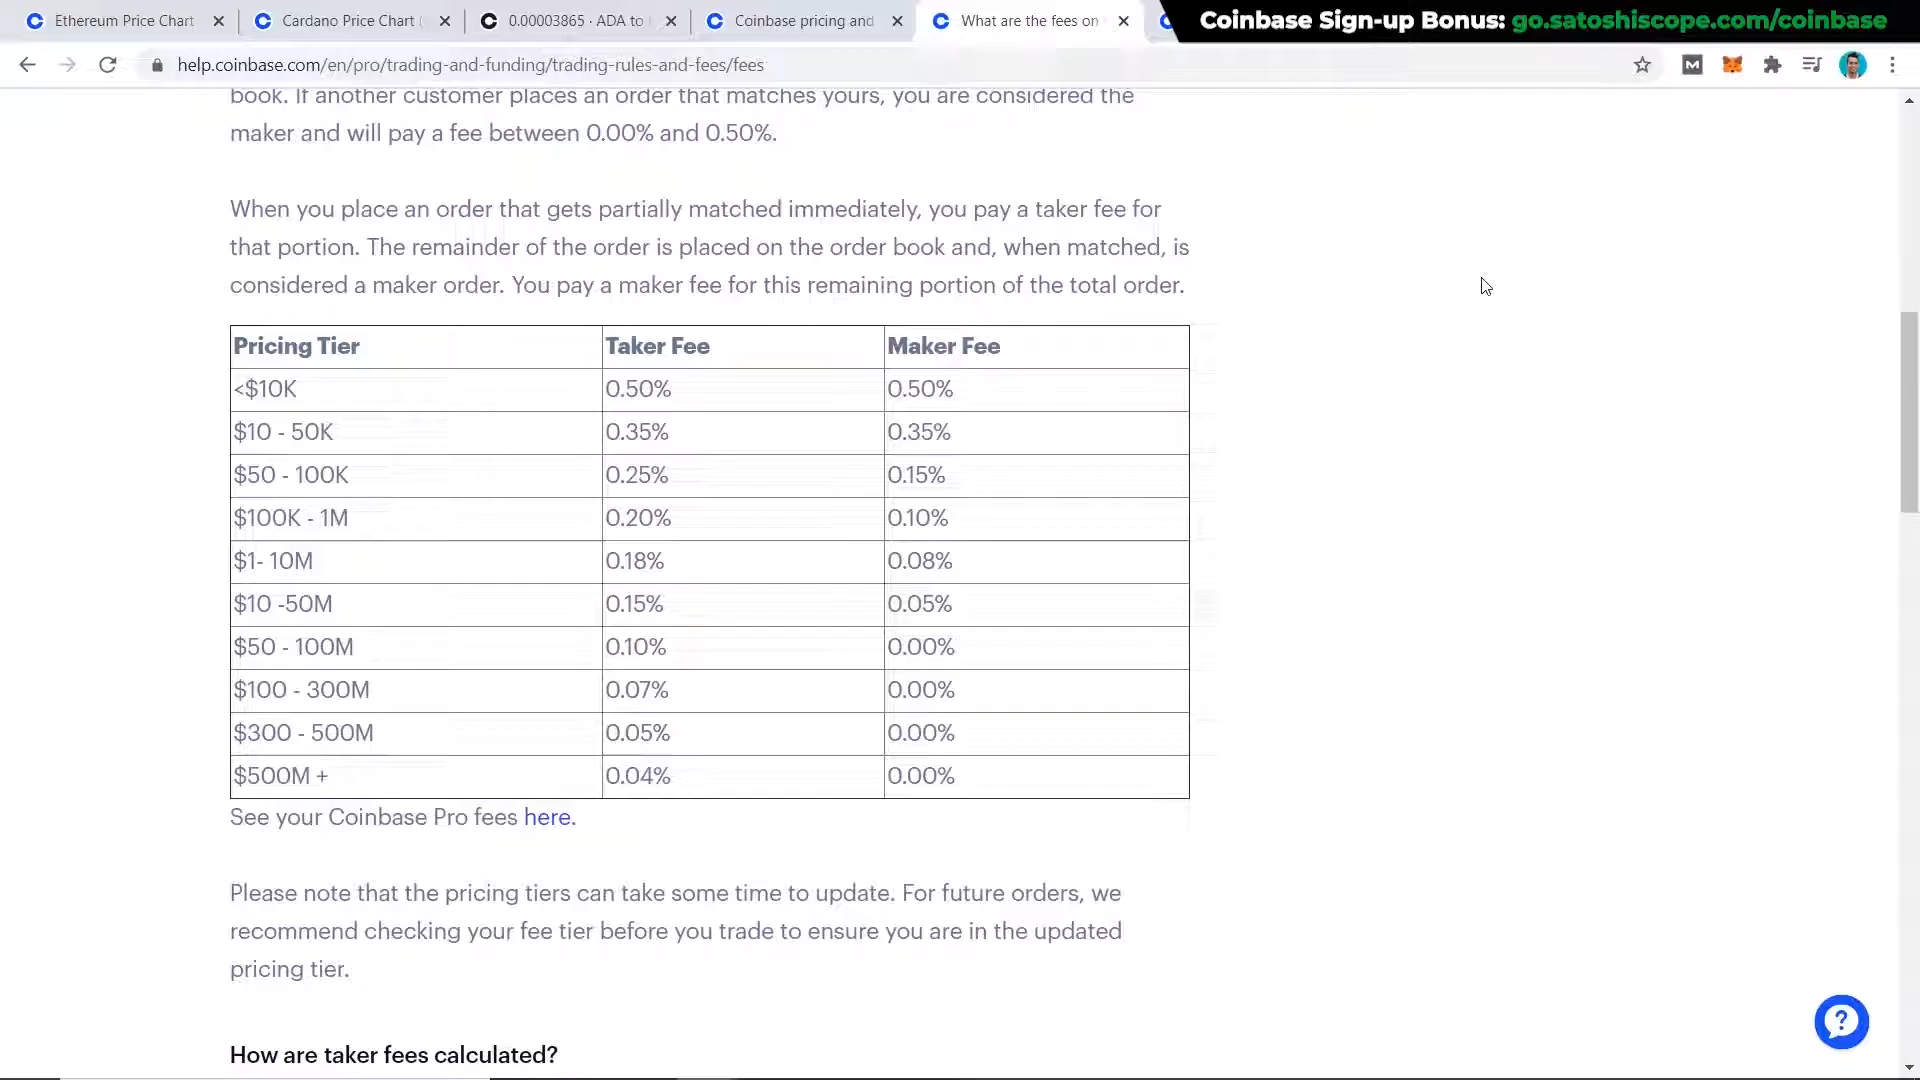 Ethereum Price Chart
Cardano Price Chart
0.00003865 · ADA to
Coinbase pricing and
What are the fees on
Coinbase Sign-up Bonus: go.satoshiscope.com/coinbase
help.coinbase.com/en/pro/trading-and-funding/trading-rules-and-fees/fees
book. If another customer places an order that matches yours, you are considered the
maker and will pay a fee between 0.00% and 0.50%.
When you place an order that gets partially matched immediately, you pay a taker fee for
that portion. The remainder of the order is placed on the order book and, when matched, is
considered a maker order. You pay a maker fee for this remaining portion of the total order.
Pricing Tier Taker Fee Maker Fee
<$10K 0.50% 0.50%
$10 - 50K 0.35% 0.35%
$50 - 100K 0.25% 0.15%
$100K - 1M 0.20% 0.10%
$1- 10M 0.18% 0.08%
$10 -50M 0.15% 0.05%
$50 - 100M 0.10% 0.00%
$100 - 300M 0.07% 0.00%
$300 - 500M 0.05% 0.00%
$500M + 0.04% 0.00%
See your Coinbase Pro fees here.
Please note that the pricing tiers can take some time to update. For future orders, we
recommend checking your fee tier before you trade to ensure you are in the updated
pricing tier.
How are taker fees calculated?